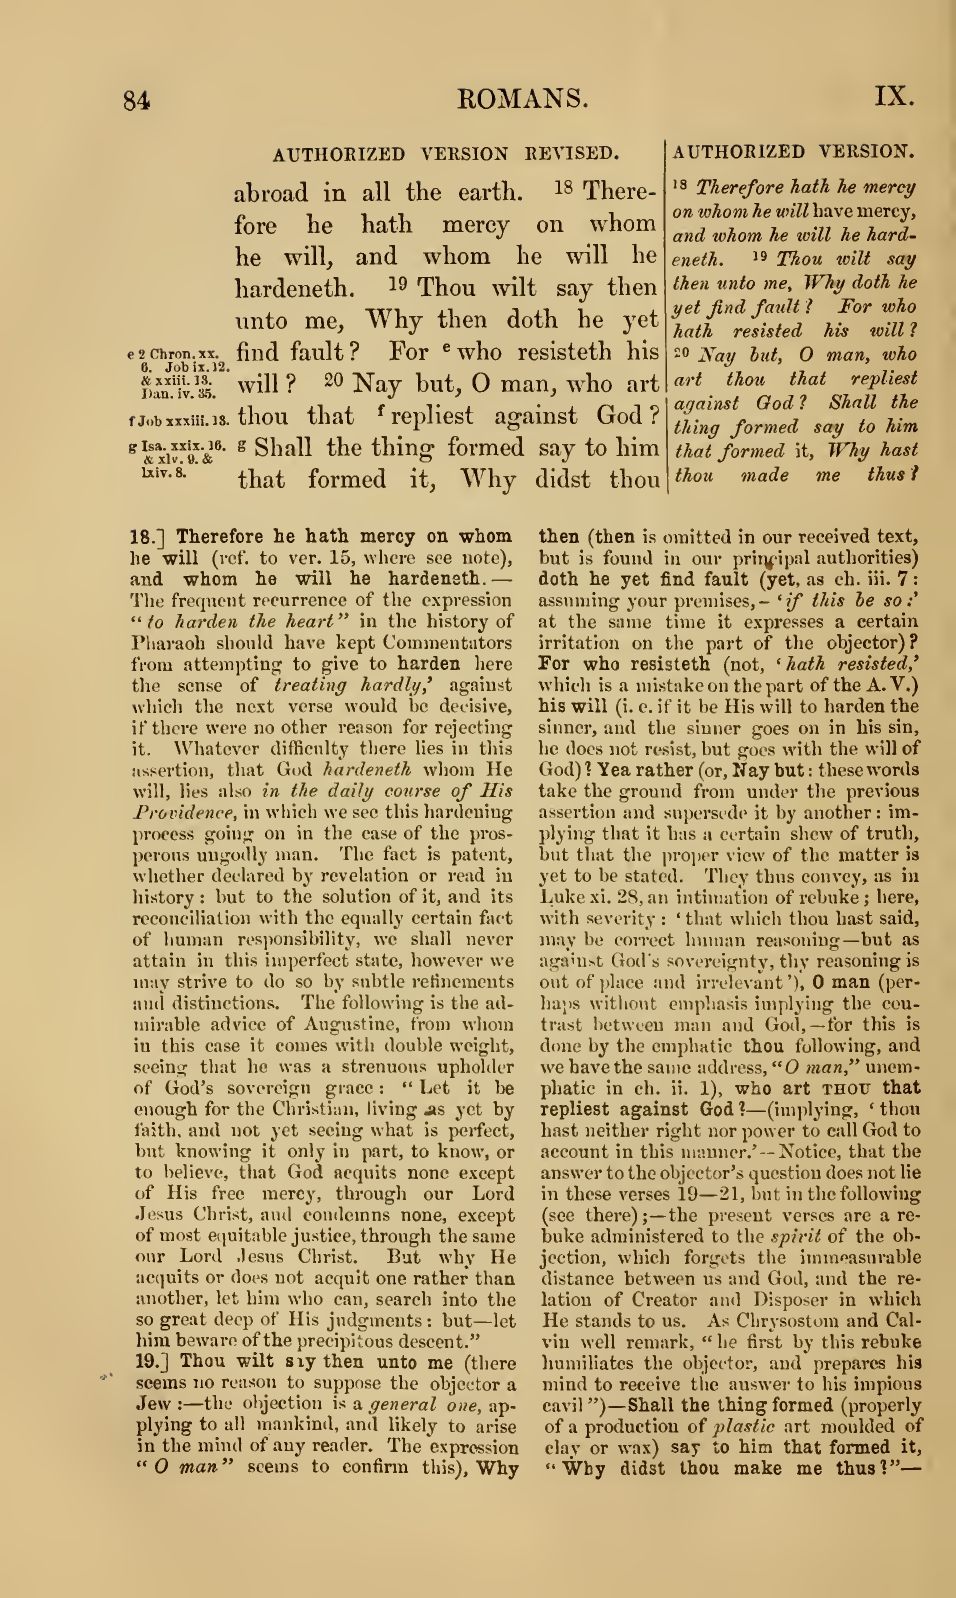 84
ROMANS.
IX.
AUTHORIZED VERSION REVISED.
abroad in all the earth. 18 There-
fore he hath mercy on whom
he will, and whom he will he
hardeneth. 19 Thou wilt say then
unto me, Why then doth he yet
find fault? For e who resisteth his
will? 20 Nay but, O man, who art
thou that f repliest against God?
g Shall the thing formed say to him
that formed it, Why didst thou
e 2 Chron. xx.
6. Job ix. 12.
& xxiii. 13.
Dan. iv. 35.
f Job xxxiii. 13.
g Isa. xxix. 16.
& xlv. 9. &
lxiv. 8.
AUTHORIZED VERSION.
18 Therefore hath he mercy
on whom he will have mercy,
and whom he will he hard-
eneth. 19 Thou wilt say
then unto me, Why doth he
yet find fault? For who
hath resisted his will?
20 Nay but, O man, who
art thou that repliest
against God? Shall the
thing formed say to him
that formed it, Why hast
thou made me thus?
18.] Therefore he hath mercy on whom
he will (ref. to ver. 15, where see note),
and whom he will he hardeneth.—
The frequent recurrence of the expression
"to harden the heart" in the history of
Pharaoh should have kept Commentators
from attempting to give to harden here
the sense of treating hardly,' against
which the next verse would be decisive,
if there were no other reason for rejecting
it. Whatever difficulty there lies in this
assertion, that God hardeneth whom He
will, lies also in the daily course of His
Providence, in which we see this hardening
process going on in the case of the pros-
perous ungodly man. The fact is patent,
whether declared by revelation or read in
history: but to the solution of it, and its
reconciliation with the equally certain fact
of human responsibility, we shall never
attain in this imperfect state, however we
may strive to do so by subtle refinements
and distinctions. The following is the ad-
mirable advice of Augustine, from whom
in this case it comes with double weight,
seeing that he was a strenuous upholder
of God's sovereign grace: "Let it be
enough for the Christian, living as yet by
faith, and not yet seeing what is perfect,
but knowing it only in part, to know, or
to believe, that God acquits none except
of His free mercy, through our Lord
Jesus Christ, and condemns none, except
of most equitable justice, through the same
our Lord Jesus Christ. But why He
acquits or does not acquit one rather than
another, let him who can, search into the
so great deep of His judgments: but—let
him beware of the precipitous descent."
19.] Thou wilt say then unto me (there
seems no reason to suppose the objector a
Jew:—the objection is a general one, ap-
plying to all mankind, and likely to arise
in the mind of any reader. The expression
"O man" seems to confirm this), Why
then (then is omitted in our received text,
but is found in our principal authorities)
doth he yet find fault (yet, as ch. iii. 7:
assuming your premises,—'if this be so:'
at the same time it expresses a certain
irritation on the part of the objector)?
For who resisteth (not, 'hath resisted,'
which is a mistake on the part of the A.V.)
his will (i. e. if it be His will to harden the
sinner, and the sinner goes on in his sin,
he does not resist, but goes with the will of
God)? Yea rather (or, Nay but: these words
take the ground from under the previous
assertion and supersede it by another: im-
plying that it has a certain shew of truth,
but that the proper view of the matter is
yet to be stated. They thus convey, as in
Luke xi. 28, an intimation of rebuke; here,
with severity: 'that which thou hast said,
may be correct human reasoning—but as
against God's sovereignty, thy reasoning is
out of place and irrelevant'), O man (per-
haps without emphasis implying the con-
trast between man and God,—for this is
done by the emphatic thou following, and
we have the same address, "O man," unem-
phatic in ch. ii. 1), who art THOU that
repliest against God?—(implying, 'thou
hast neither right nor power to call God to
account in this manner.'—Notice, that the
answer to the objector's question does not lie
in these verses 19—21, but in the following
(see there);—the present verses are a re-
buke administered to the spirit of the ob-
jection, which forgets the immeasurable
distance between us and God, and the re-
lation of Creator and Disposer in which
He stands to us. As Chrysostom and Cal-
vin well remark, "he first by this rebuke
humiliates the objector, and prepares his
mind to receive the answer to his impious
cavil")—Shall the thing formed (properly
of a production of plastic art moulded of
clay or wax) say to him that formed it,
"Why didst thou make me thus?"—